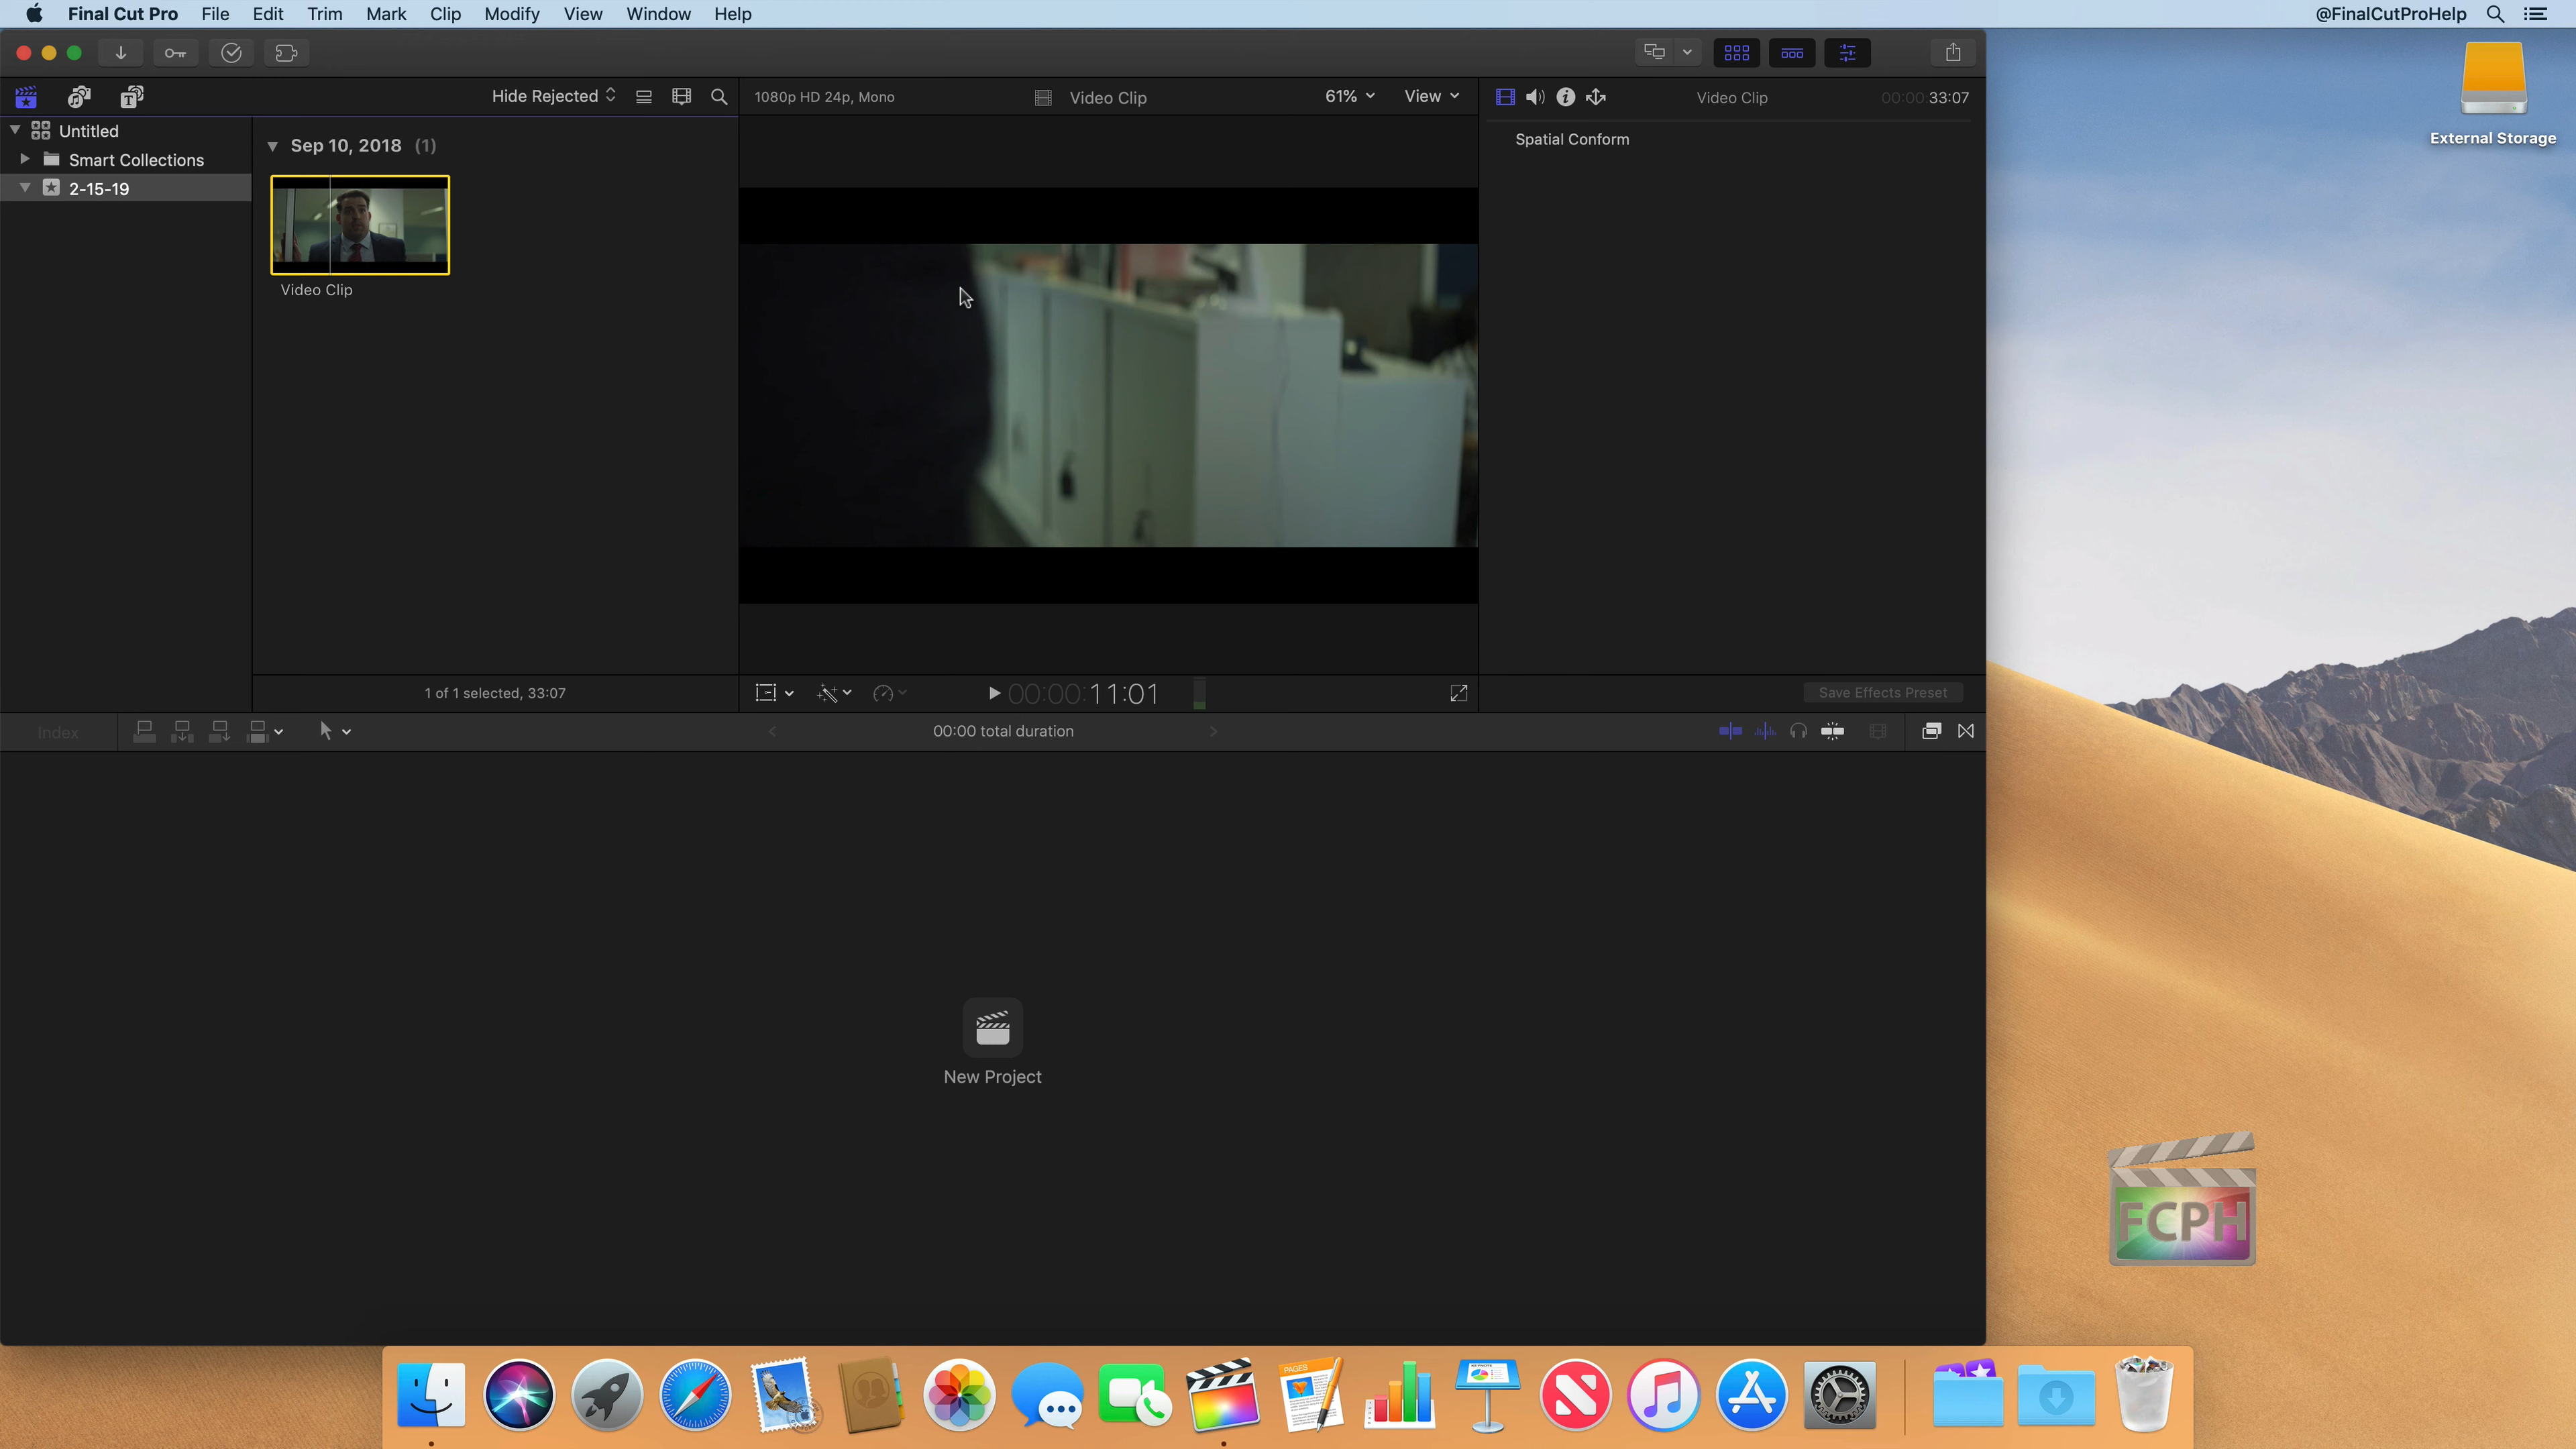 Final Cut Pro File Edit Trim Mark Clip Modify View Window Help @FinalCutProHelp
Hide Rejected 1080p HD 24p, Mono Video Clip 61% View Video Clip 00:00:33:07
Untitled
Smart Collections
2-15-19
Sep 10, 2018 (1)
Video Clip
Spatial Conform
External Storage
1 of 1 selected, 33:07
00:00:11:01
Save Effects Preset
Index
00:00 total duration
New Project
FCPH
PAGES